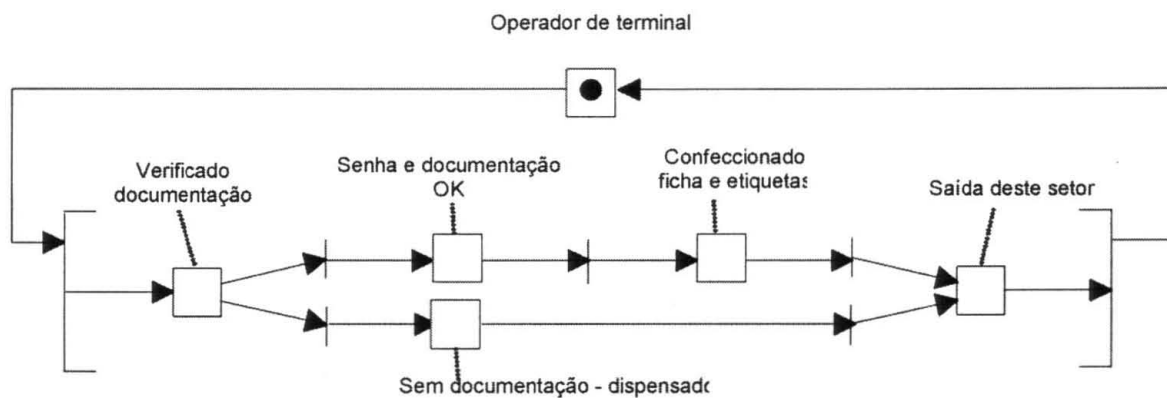 Operador de terminal
Verificado
documentação
Senha e documentação
OK
Confeccionado
ficha e etiquetas
Saída deste setor
Sem documentação - dispensado